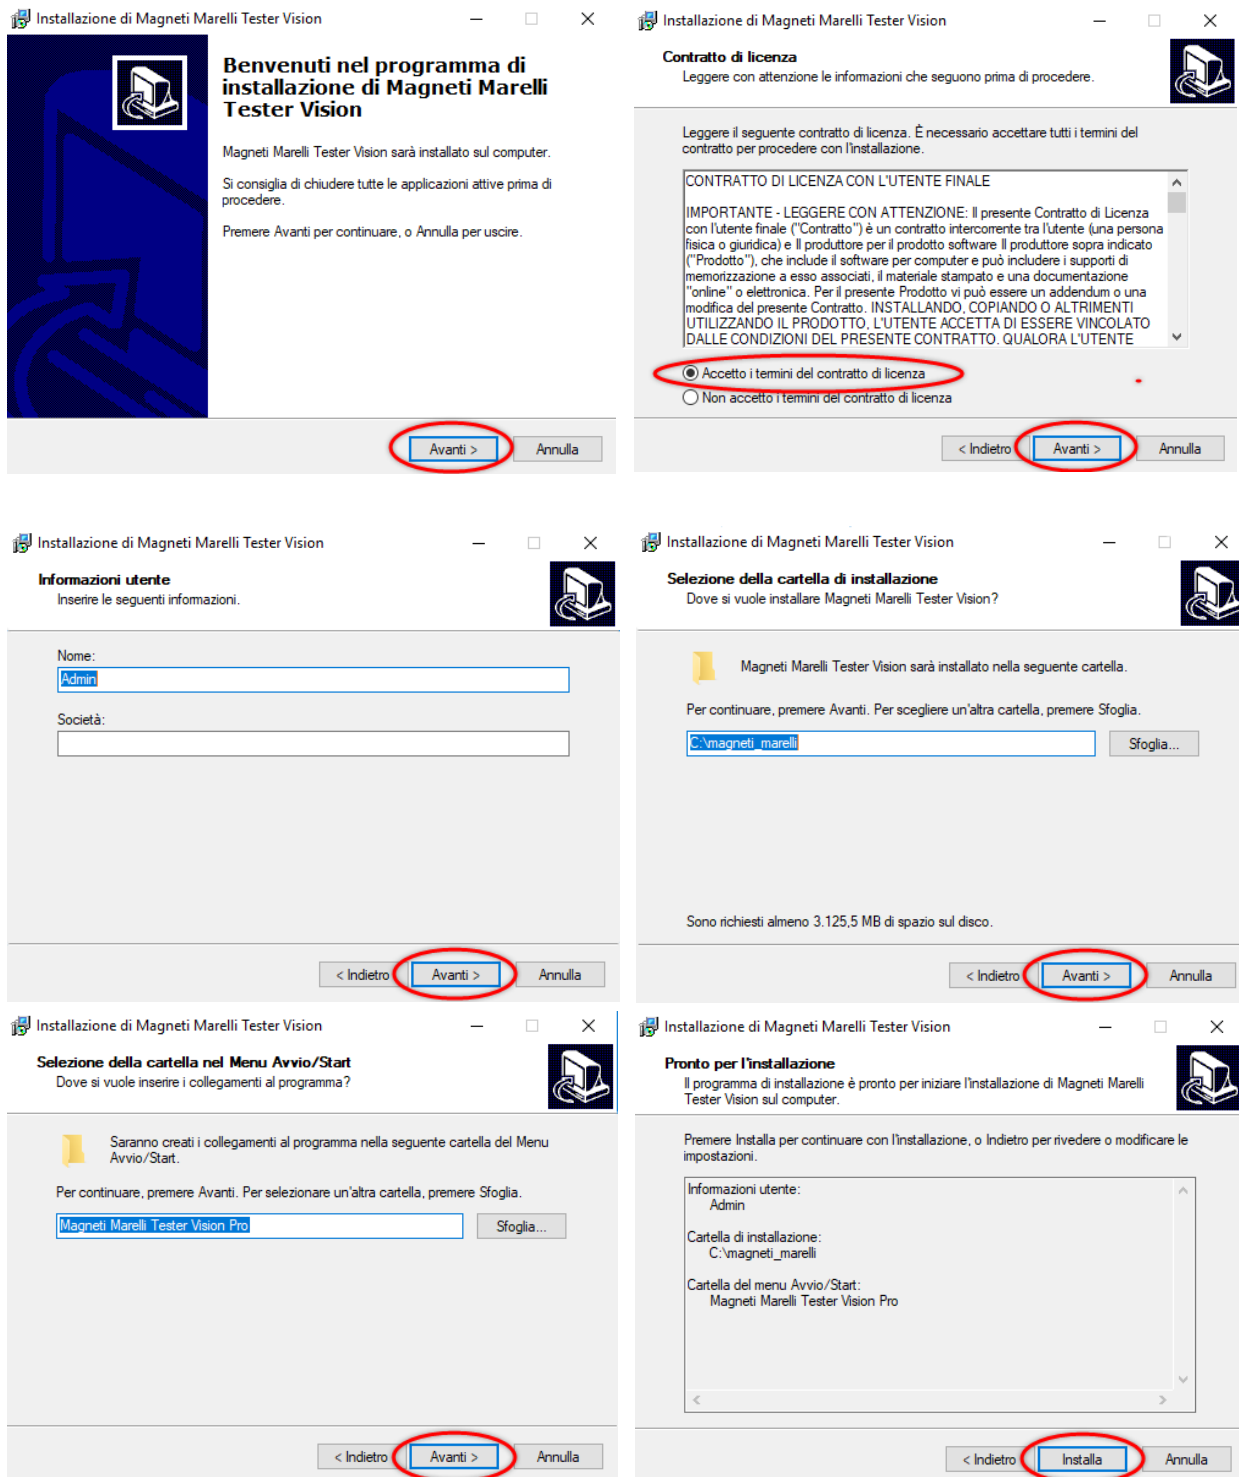 Installazione di Magneti Marelli Tester Vision
Benvenuti nel programma di
installazione di Magneti Marelli
Tester Vision
Magneti Marelli Tester Vision sarà installato sul computer.
Si consiglia di chiudere tutte le applicazioni attive prima di
procedere.
Premere Avanti per continuare, o Annulla per uscire.
Avanti >
Annulla
Installazione di Magneti Marelli Tester Vision
Contratto di licenza
Leggere con attenzione le informazioni che seguono prima di procedere.
Leggere il seguente contratto di licenza. È necessario accettare tutti i termini del
contratto per procedere con l'installazione.
CONTRATTO DI LICENZA CON L'UTENTE FINALE
IMPORTANTE - LEGGERE CON ATTENZIONE: Il presente Contratto di Licenza
con l'utente finale ("Contratto") è un contratto intercorrente tra l'utente (una persona
fisica o giuridica) e Il produttore per il prodotto software Il produttore sopra indicato
("Prodotto"), che include il software per computer e può includere i supporti di
memorizzazione a esso associati, il materiale stampato e una documentazione
"online" o elettronica. Per il presente Prodotto vi può essere un addendum o una
modifica del presente Contratto. INSTALLANDO, COPIANDO O ALTRIMENTI
UTILIZZANDO IL PRODOTTO, L'UTENTE ACCETTA DI ESSERE VINCOLATO
DALLE CONDIZIONI DEL PRESENTE CONTRATTO. QUALORA L'UTENTE
Accetto i termini del contratto di licenza
Non accetto i termini del contratto di licenza
< Indietro
Avanti >
Annulla
Installazione di Magneti Marelli Tester Vision
Informazioni utente
Inserire le seguenti informazioni.
Nome:
Admin
Società:
< Indietro
Avanti >
Annulla
Installazione di Magneti Marelli Tester Vision
Selezione della cartella di installazione
Dove si vuole installare Magneti Marelli Tester Vision?
Magneti Marelli Tester Vision sarà installato nella seguente cartella.
Per continuare, premere Avanti. Per scegliere un'altra cartella, premere Sfoglia.
C:\magneti_marelli
Sfoglia...
Sono richiesti almeno 3.125,5 MB di spazio sul disco.
< Indietro
Avanti >
Annulla
Installazione di Magneti Marelli Tester Vision
Selezione della cartella nel Menu Avvio/Start
Dove si vuole inserire i collegamenti al programma?
Saranno creati i collegamenti al programma nella seguente cartella del Menu
Avvio/Start.
Per continuare, premere Avanti. Per selezionare un'altra cartella, premere Sfoglia.
Magneti Marelli Tester Vision Pro
Sfoglia...
< Indietro
Avanti >
Annulla
Installazione di Magneti Marelli Tester Vision
Pronto per l'installazione
Il programma di installazione è pronto per iniziare l'installazione di Magneti Marelli
Tester Vision sul computer.
Premere Installa per continuare con l'installazione, o Indietro per rivedere o modificare le
impostazioni.
Informazioni utente:
Admin
Cartella di installazione:
C:\magneti_marelli
Cartella del menu Avvio/Start:
Magneti Marelli Tester Vision Pro
< Indietro
Installa
Annulla